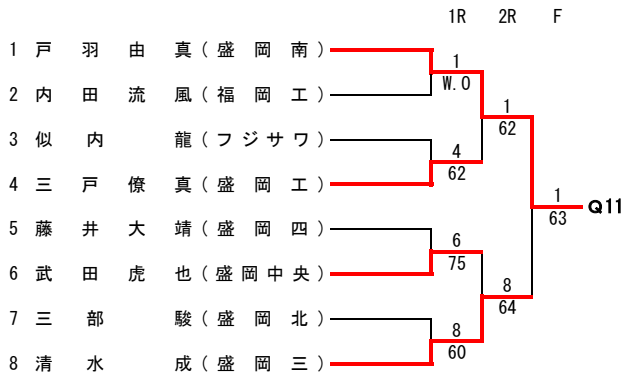 1R 2R F
1 戸羽由真(盛岡南)
1
W.O
2 内田流風(福岡工)
1
62
3 似内龍(フジサワ)
4
62
4 三戸僚真(盛岡工)
1
63
Q11
5 藤井大靖(盛岡四)
6
75
6 武田虎也(盛岡中央)
8
64
7 三部駿(盛岡北)
8
60
8 清水成(盛岡三)